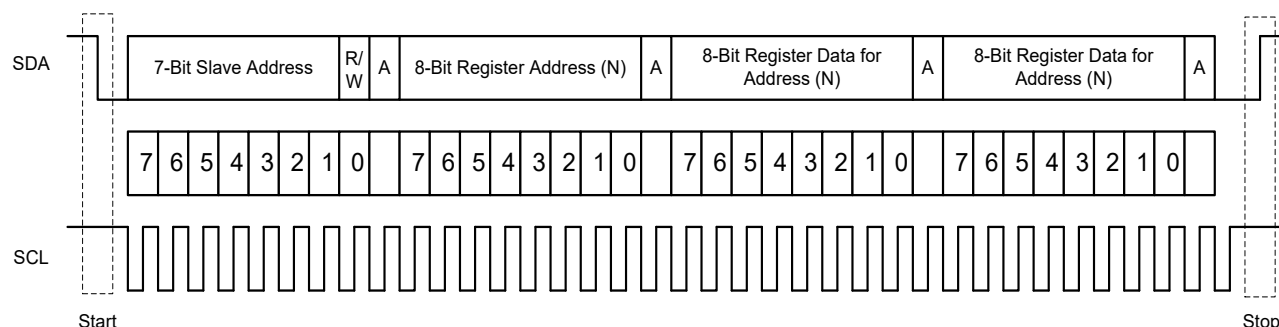 SDA
7-Bit Slave Address
R/
W
A
8-Bit Register Address (N)
A
8-Bit Register Data for
Address (N)
A
8-Bit Register Data for
Address (N)
A
7 6 5 4 3 2 1 0 7 6 5 4 3 2 1 0 7 6 5 4 3 2 1 0 7 6 5 4 3 2 1 0
SCL
Start
Stop